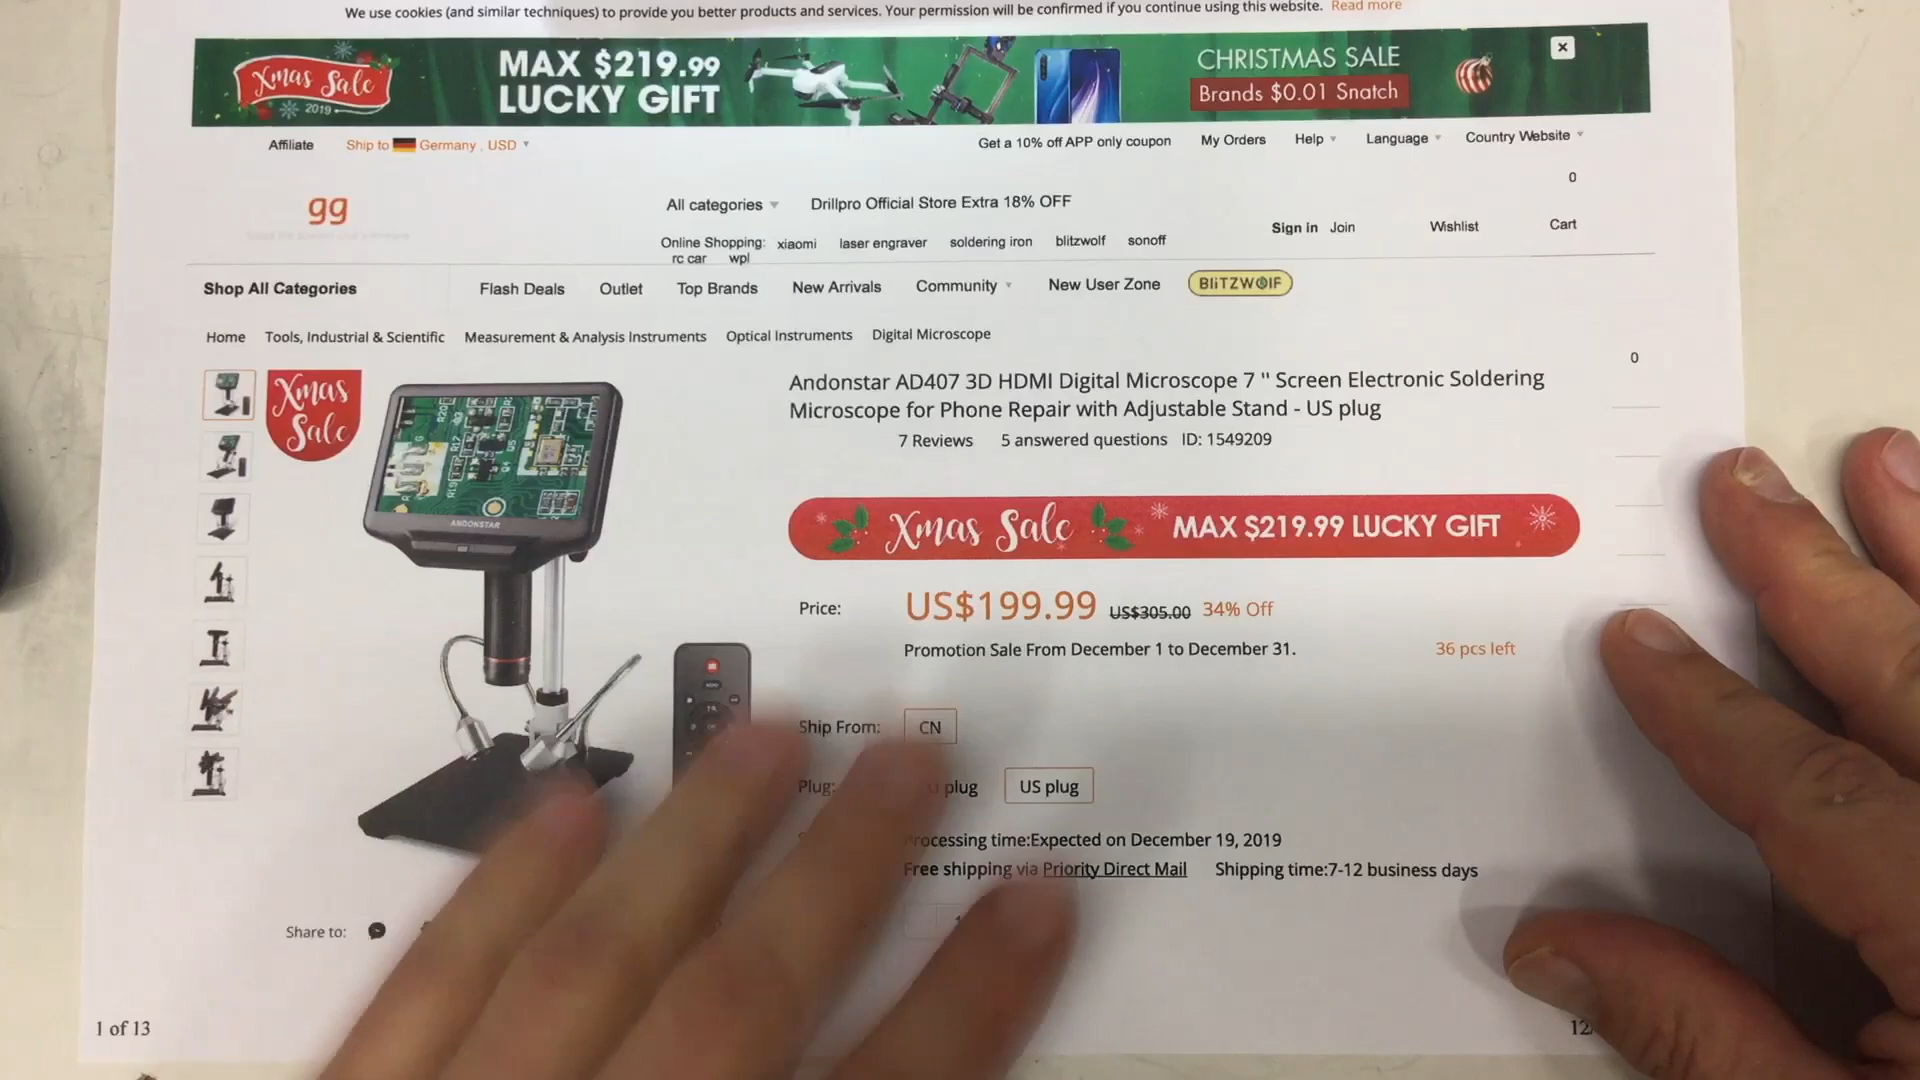 We use cookies (and similar techniques) to provide you better products and services. Your permission will be confirmed if you continue using this website. Read more
Xmas Sale
2019
MAX $219.99
LUCKY GIFT
CHRISTMAS SALE
Brands $0.01 Snatch
Affiliate Ship to Germany , USD
Get a 10% off APP only coupon My Orders Help Language Country Website
0
gg
All categories Drillpro Official Store Extra 18% OFF
Sign in Join Wishlist Cart
Online Shopping: xiaomi laser engraver soldering iron blitzwolf sonoff
rc car wpl
Shop All Categories Flash Deals Outlet Top Brands New Arrivals Community New User Zone BLiTZWOlF
Home Tools, Industrial & Scientific Measurement & Analysis Instruments Optical Instruments Digital Microscope
0
Xmas
Sale
Andonstar AD407 3D HDMI Digital Microscope 7 " Screen Electronic Soldering
Microscope for Phone Repair with Adjustable Stand - US plug
7 Reviews 5 answered questions ID: 1549209
ANDONSTAR
Xmas Sale MAX $219.99 LUCKY GIFT
Price: US$199.99 US$305.00 34% Off
Promotion Sale From December 1 to December 31. 36 pcs left
Ship From: CN
Plug: plug US plug
Processing time:Expected on December 19, 2019
Free shipping via Priority Direct Mail Shipping time:7-12 business days
Share to:
1 of 13